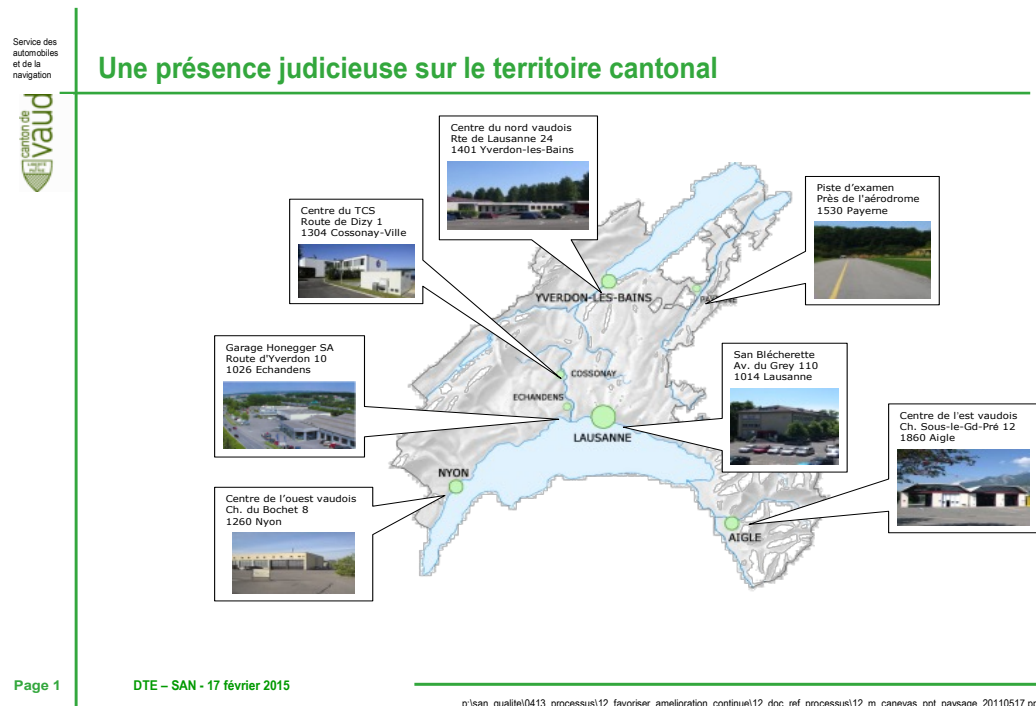 Service des
automobiles
et de la
navigation
canton de
vaud
LIBERTÉ
ET
PATRIE
Une présence judicieuse sur le territoire cantonal
Centre du nord vaudois
Rte de Lausanne 24
1401 Yverdon-les-Bains
Piste d'examen
Près de l'aérodrome
1530 Payerne
Centre du TCS
Route de Dizy 1
1304 Cossonay-Ville
YVERDON-LES-BAINS
PAYERNE
Garage Honegger SA
Route d'Yverdon 10
1026 Echandens
COSSONAY
ECHANDENS
LAUSANNE
San Blécherette
Av. du Grey 110
1014 Lausanne
Centre de l'est vaudois
Ch. Sous-le-Gd-Pré 12
1860 Aigle
NYON
Centre de l'ouest vaudois
Ch. du Bochet 8
1260 Nyon
AIGLE
Page 1
DTE – SAN - 17 février 2015